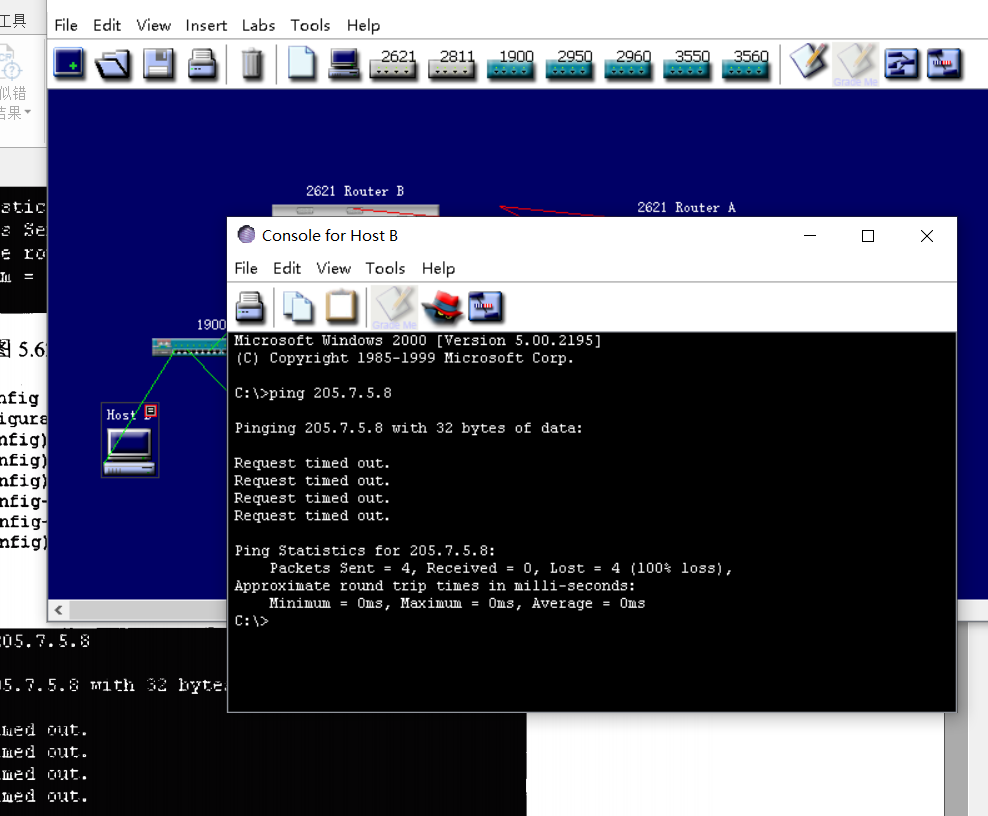 工具
File Edit View Insert Labs Tools Help
2621 2811 1900 2950 2960 3550 3560
Grade Me
似错
结果
2621 Router B
2621 Router A
stic
s Se
e ro
m =
1900
图 5.6
Host
nfig
igura
nfig)
nfig)
nfig)
nfig-
nfig-
nfig)
Console for Host B
File Edit View Tools Help
Grade Me
Microsoft Windows 2000 [Version 5.00.2195]
(C) Copyright 1985-1999 Microsoft Corp.
C:\>ping 205.7.5.8
Pinging 205.7.5.8 with 32 bytes of data:
Request timed out.
Request timed out.
Request timed out.
Request timed out.
Ping Statistics for 205.7.5.8:
Packets Sent = 4, Received = 0, Lost = 4 (100% loss),
Approximate round trip times in milli-seconds:
Minimum = 0ms, Maximum = 0ms, Average = 0ms
C:\>
205.7.5.8
05.7.5.8 with 32 byte
med out.
med out.
med out.
med out.